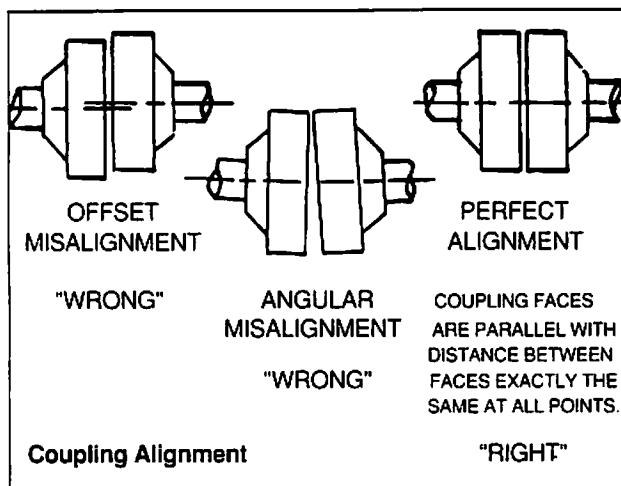 OFFSET
MISALIGNMENT
"WRONG"
ANGULAR
MISALIGNMENT
"WRONG"
PERFECT
ALIGNMENT
COUPLING FACES
ARE PARALLEL WITH
DISTANCE BETWEEN
FACES EXACTLY THE
SAME AT ALL POINTS.
"RIGHT"
Coupling Alignment